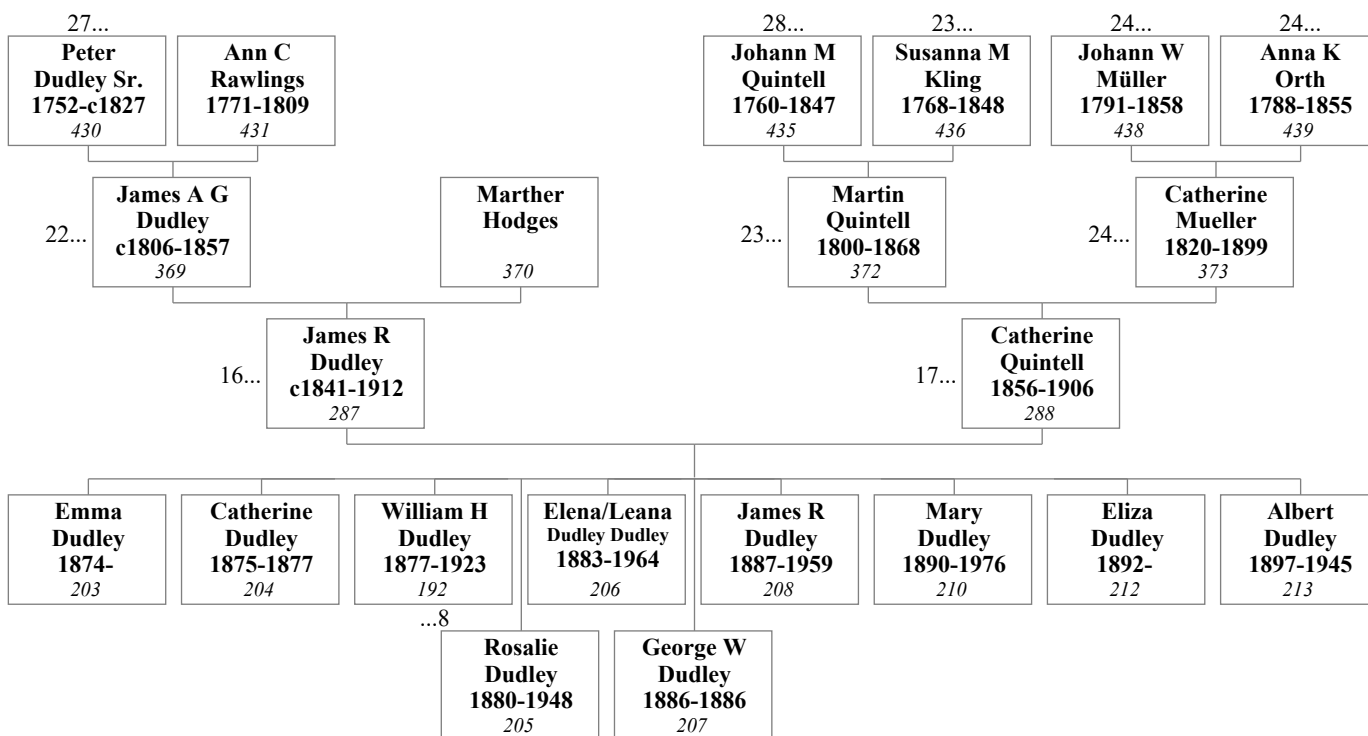 27...
Peter
Dudley Sr.
1752-c1827
430
Ann C
Rawlings
1771-1809
431
28...
Johann M
Quintell
1760-1847
435
23...
Susanna M
Kling
1768-1848
436
24...
Johann W
Müller
1791-1858
438
24...
Anna K
Orth
1788-1855
439
22...
James A G
Dudley
c1806-1857
369
Marther
Hodges
370
23...
Martin
Quintell
1800-1868
372
24...
Catherine
Mueller
1820-1899
373
16...
James R
Dudley
c1841-1912
287
17...
Catherine
Quintell
1856-1906
288
Emma
Dudley
1874-
203
Catherine
Dudley
1875-1877
204
William H
Dudley
1877-1923
192
...8
Elena/Leana
Dudley Dudley
1883-1964
206
James R
Dudley
1887-1959
208
Mary
Dudley
1890-1976
210
Eliza
Dudley
1892-
212
Albert
Dudley
1897-1945
213
Rosalie
Dudley
1880-1948
205
George W
Dudley
1886-1886
207